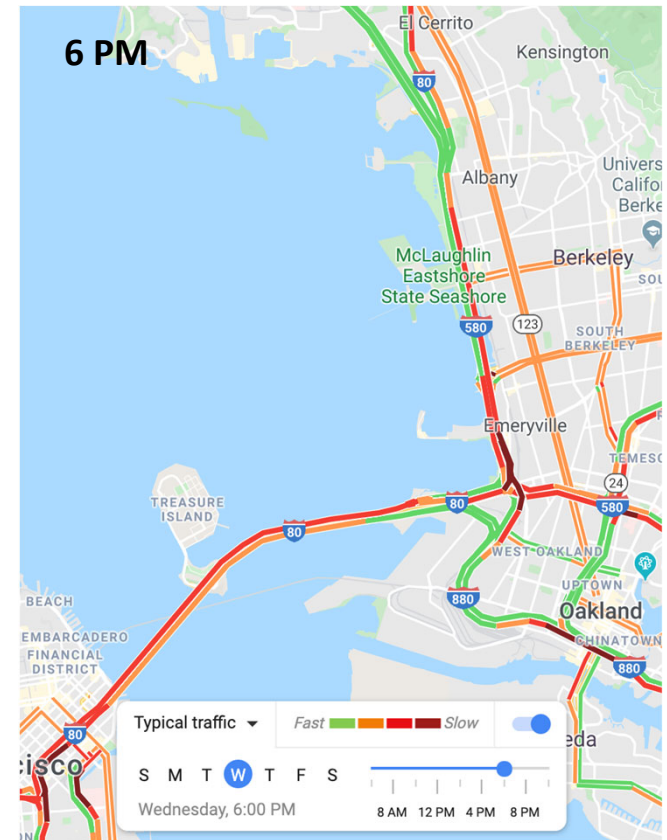 6 PM
El Cerrito
Kensington
80
Albany
Univers
Califo
Berke
McLaughlin
Eastshore
State Seashore
Berkeley
SOU
580
123
SOUTH
BERKELEY
Emeryville
TEMESC
24
TREASURE
ISLAND
80
580
80
WEST OAKLAND
UPTOWN
880
Oakland
BEACH
CHINATOWN
EMBARCADERO
FINANCIAL
DISTRICT
880
80
cisco
eda
Typical traffic
Fast
Slow
S M T W T F S
Wednesday, 6:00 PM
8 AM 12 PM 4 PM 8 PM